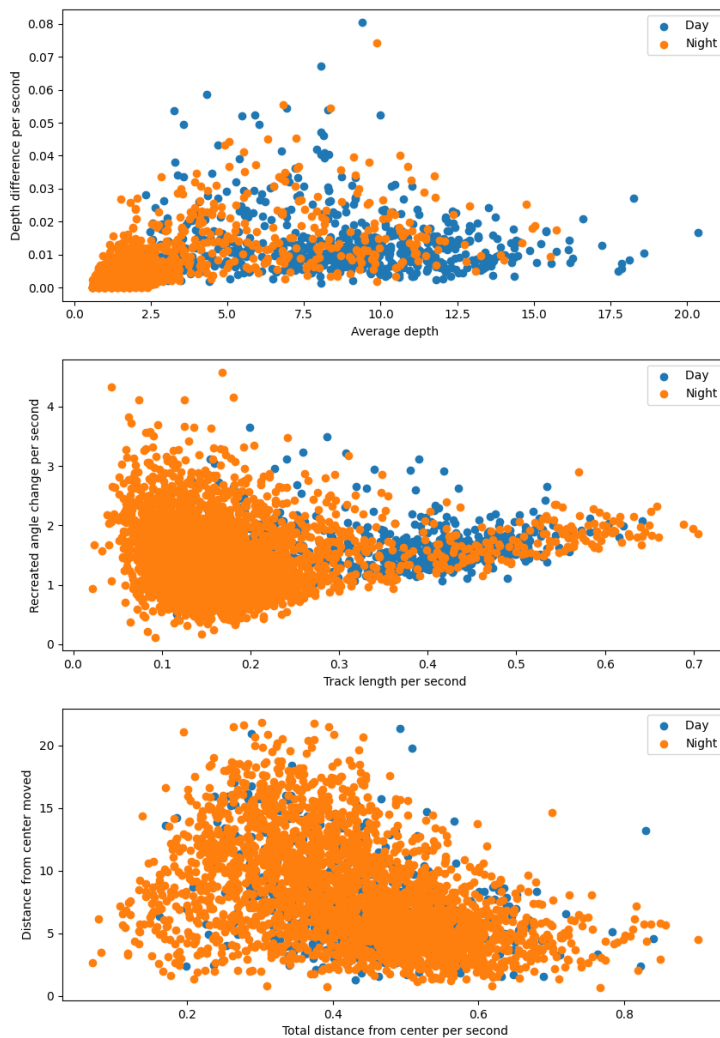 Day
Night
0.08
0.07
0.06
0.05
0.04
0.03
0.02
0.01
0.00
Depth difference per second
0.0 2.5 5.0 7.5 10.0 12.5 15.0 17.5 20.0
Average depth
Day
Night
4
3
2
1
0
Recreated angle change per second
0.0 0.1 0.2 0.3 0.4 0.5 0.6 0.7
Track length per second
Day
Night
20
15
10
5
0
Distance from center moved
0.2 0.4 0.6 0.8
Total distance from center per second